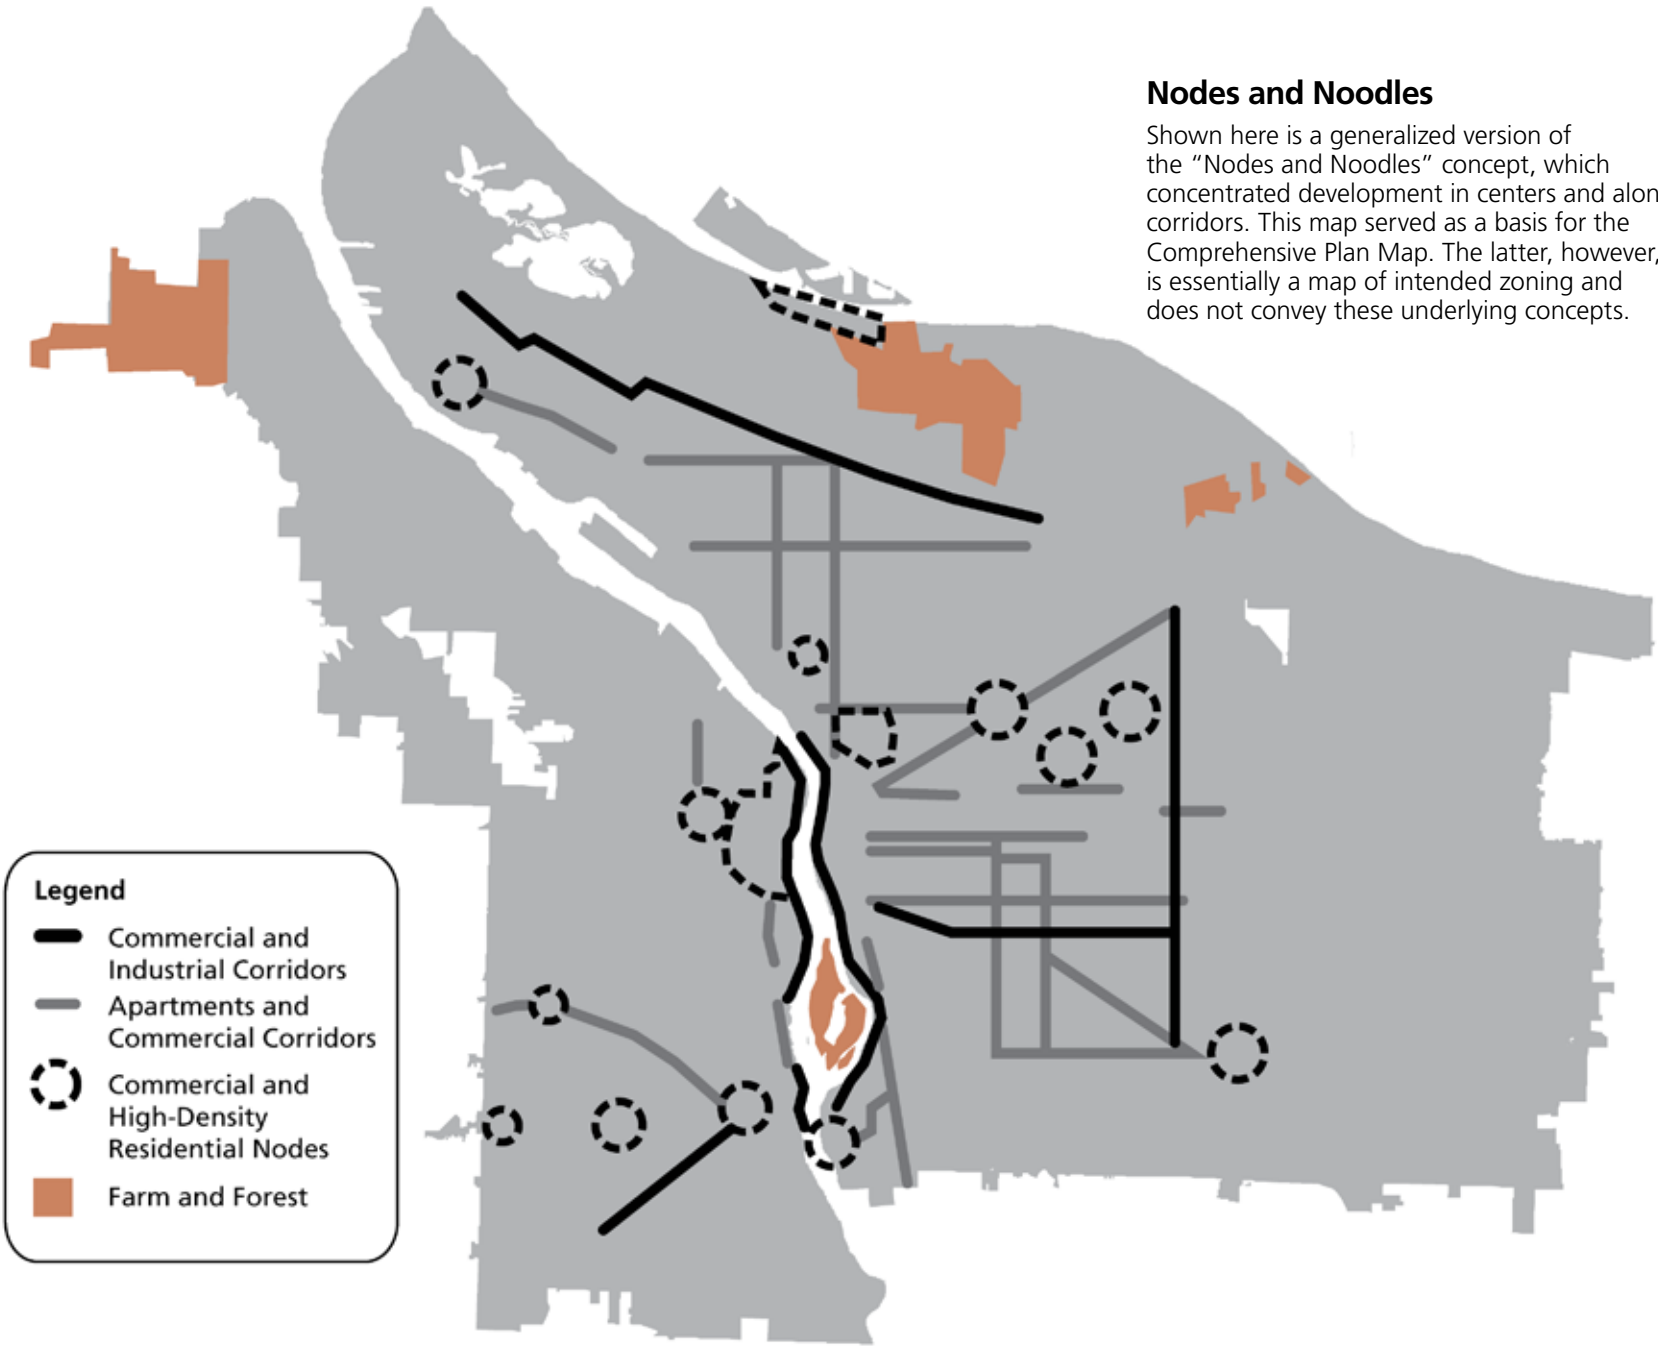 Nodes and Noodles
Shown here is a generalized version of
the “Nodes and Noodles” concept, which
concentrated development in centers and alon
corridors. This map served as a basis for the
Comprehensive Plan Map. The latter, however,
is essentially a map of intended zoning and
does not convey these underlying concepts.
Legend
Commercial and
Industrial Corridors
Apartments and
Commercial Corridors
Commercial and
High-Density
Residential Nodes
Farm and Forest